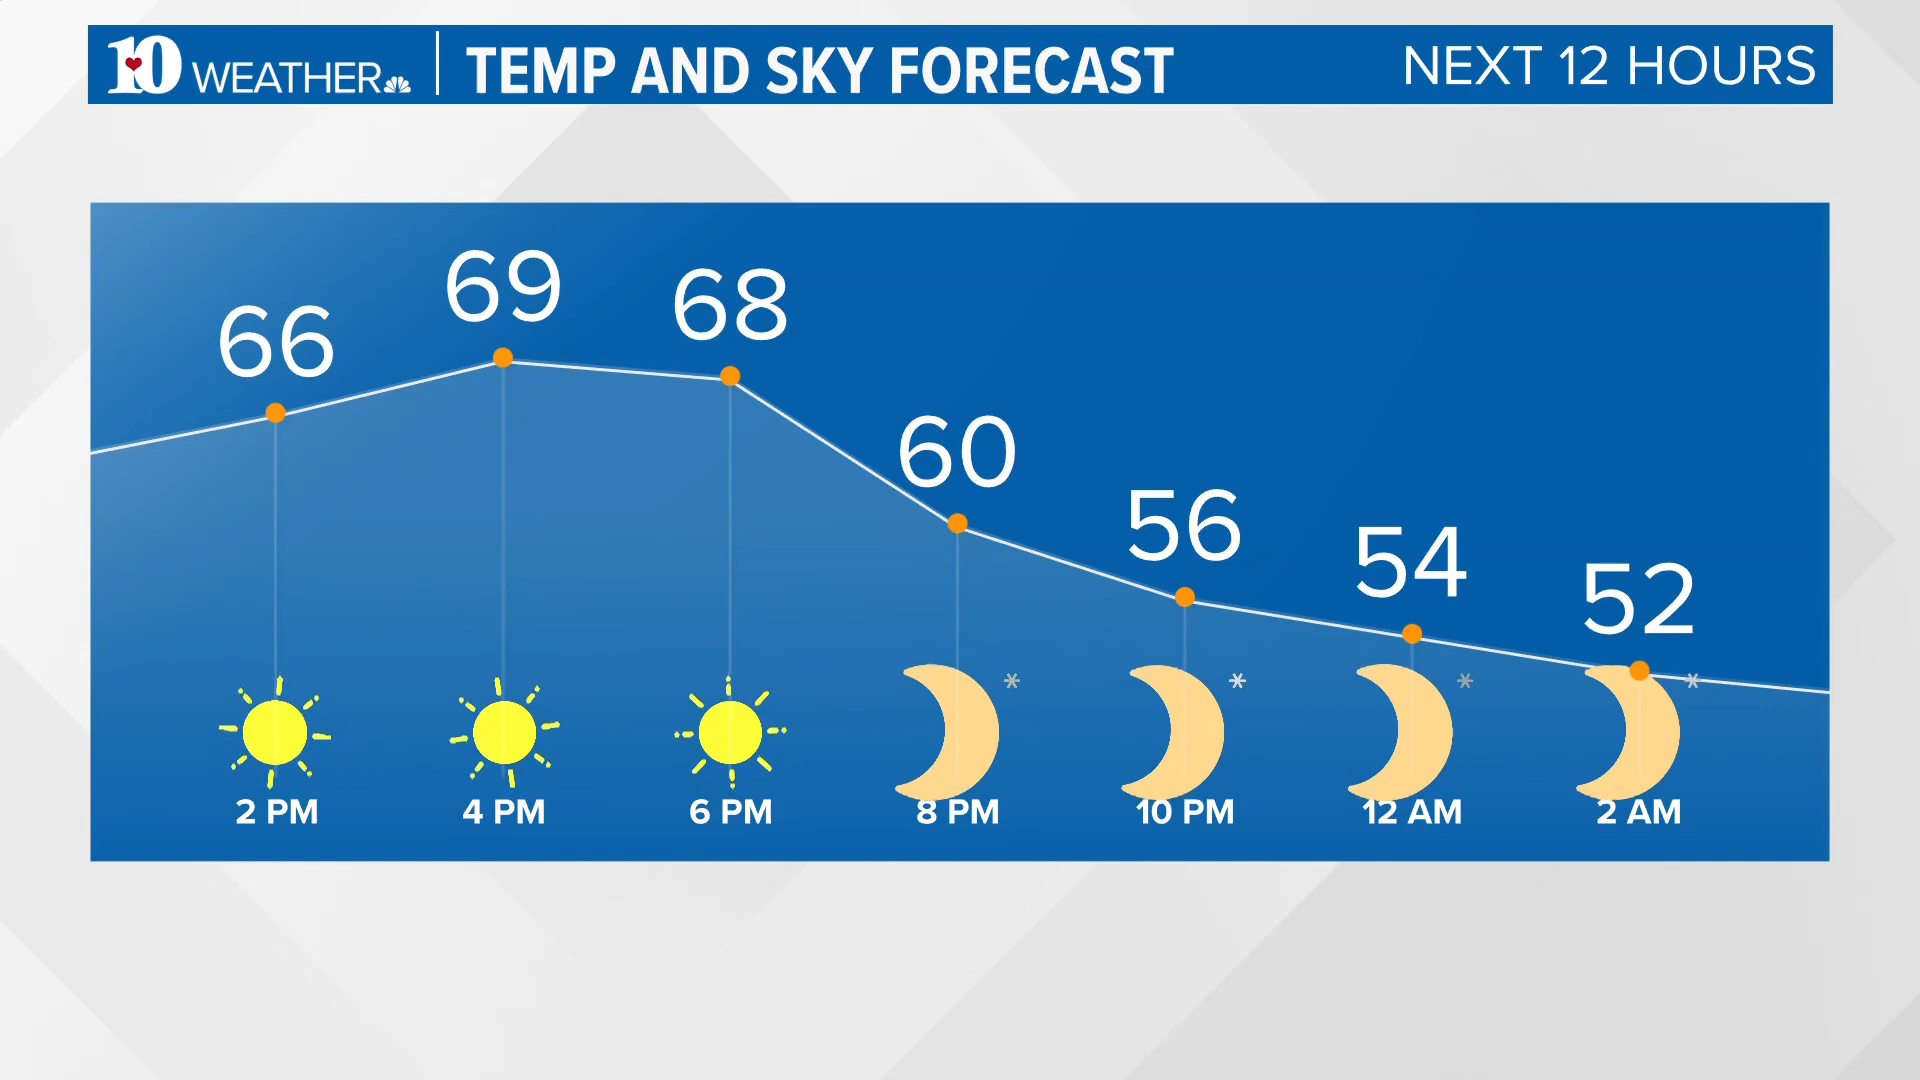 10 WEATHER TEMP AND SKY FORECAST NEXT 12 HOURS
66 69 68 60 56 54 52
2 PM 4 PM 6 PM 8 PM 10 PM 12 AM 2 AM